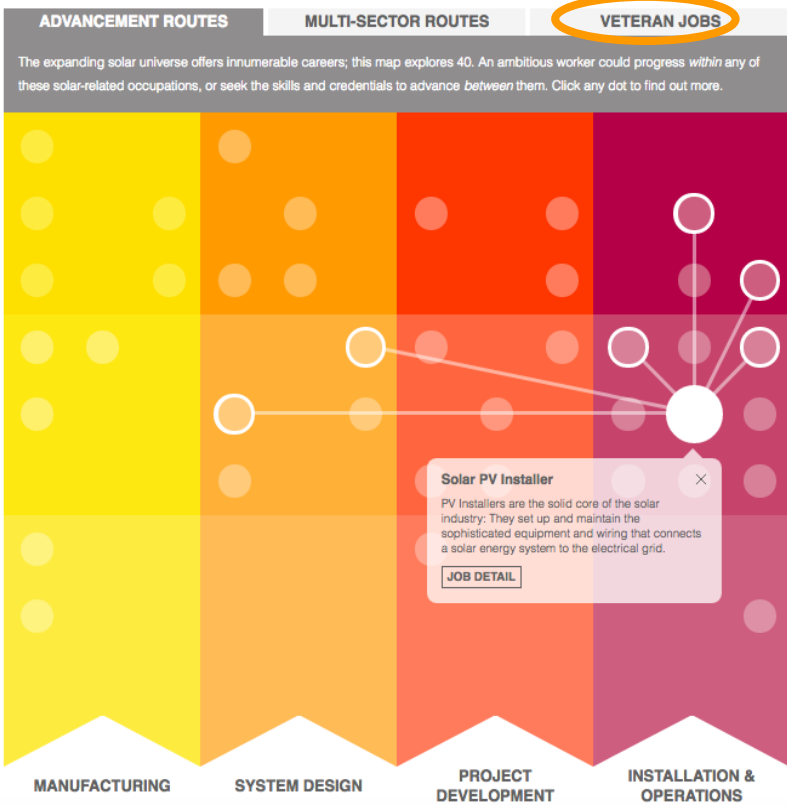 ADVANCEMENT ROUTES
MULTI-SECTOR ROUTES
VETERAN JOBS
The expanding solar universe offers innumerable careers; this map explores 40. An ambitious worker could progress within any of
these solar-related occupations, or seek the skills and credentials to advance between them. Click any dot to find out more.
Solar PV Installer
PV Installers are the solid core of the solar
industry: They set up and maintain the
sophisticated equipment and wiring that connects
a solar energy system to the electrical grid.
JOB DETAIL
MANUFACTURING
SYSTEM DESIGN
PROJECT
DEVELOPMENT
INSTALLATION &
OPERATIONS